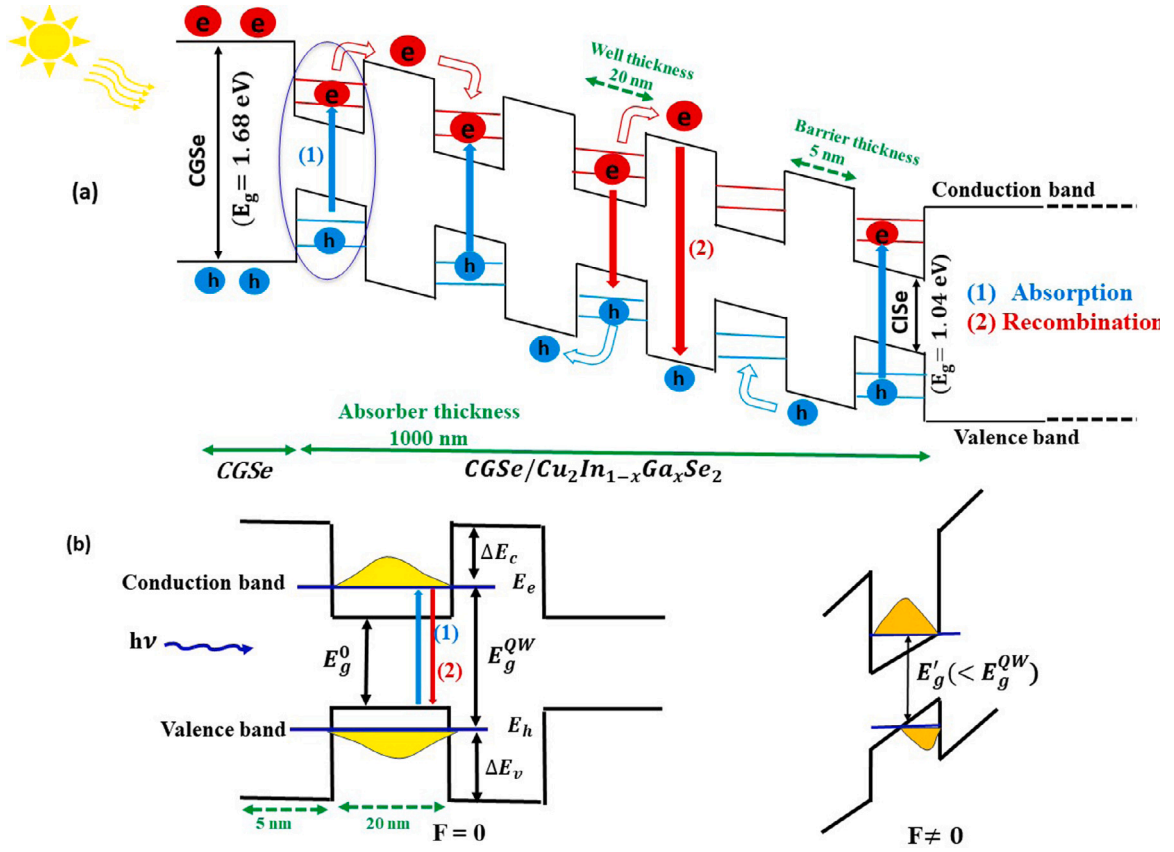 e e e e e e e e
Well thickness
20 nm
Barrier thickness
5 nm
CGSe
(E_g = 1.68 eV)
(a)
(1)
(2)
Conduction band
CISe
(E_g = 1.04 eV)
(1) Absorption
(2) Recombination
h h h h h h h h h
Valence band
Absorber thickness
1000 nm
CGSe
CGSe/Cu₂In₁₋ₓGaₓSe₂
(b)
ΔE_c
Conduction band
E_e
hν
E_g^0
(1)
(2)
E_g^{QW}
E'_g(< E_g^{QW})
Valence band
E_h
ΔE_v
5 nm
20 nm
F = 0
F≠ 0